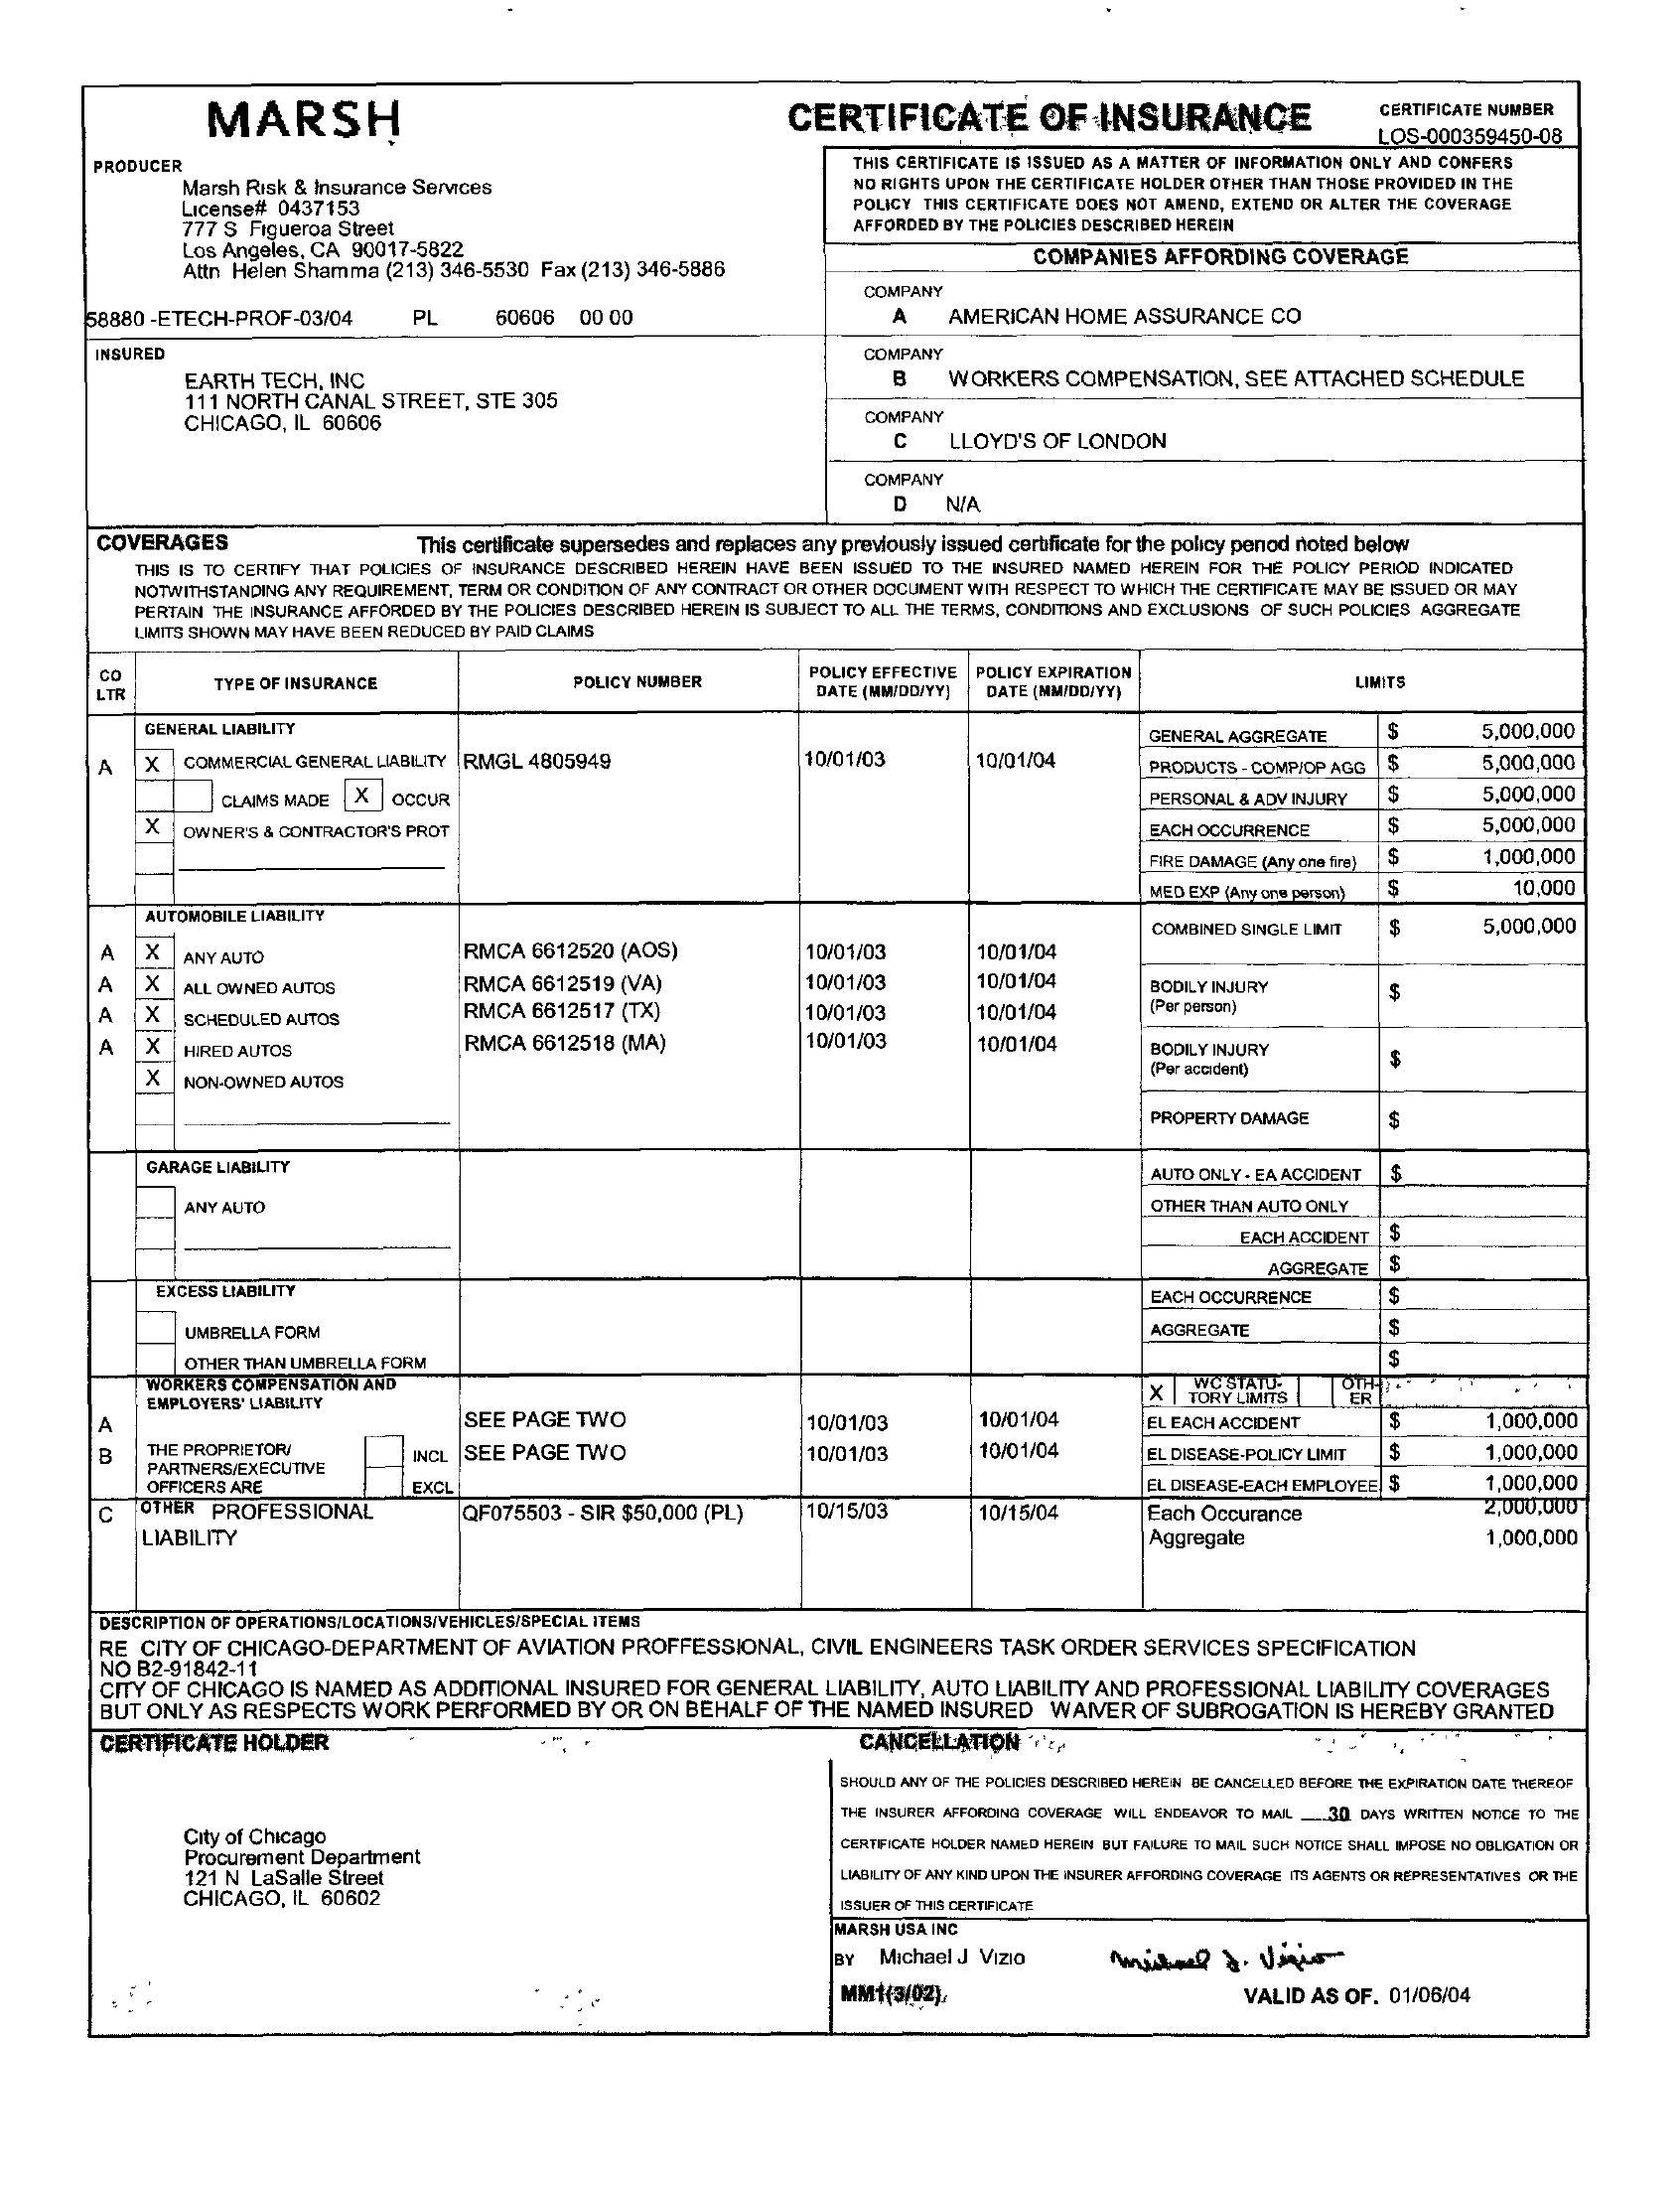 MARSH
CERTIFICATE OF INSURANCE
CERTIFICATE NUMBER
LOS-000359450-08
PRODUCER
Marsh Risk & Insurance Services
License# 0437153
777 S Figueroa Street
Los Angeles, CA 90017-5822
Attn Helen Shamma (213) 346-5530 Fax (213) 346-5886
58880 -ETECH-PROF-03/04 PL 60606 00 00
THIS CERTIFICATE IS ISSUED AS A MATTER OF INFORMATION ONLY AND CONFERS
NO RIGHTS UPON THE CERTIFICATE HOLDER OTHER THAN THOSE PROVIDED IN THE
POLICY THIS CERTIFICATE DOES NOT AMEND, EXTEND OR ALTER THE COVERAGE
AFFORDED BY THE POLICIES DESCRIBED HEREIN
COMPANIES AFFORDING COVERAGE
COMPANY
A AMERICAN HOME ASSURANCE CO
INSURED
EARTH TECH, INC
111 NORTH CANAL STREET, STE 305
CHICAGO, IL 60606
COMPANY
B WORKERS COMPENSATION, SEE ATTACHED SCHEDULE
COMPANY
C LLOYD'S OF LONDON
COMPANY
D N/A
COVERAGES This certificate supersedes and replaces any previously issued certificate for the policy period noted below
THIS IS TO CERTIFY THAT POLICIES OF INSURANCE DESCRIBED HEREIN HAVE BEEN ISSUED TO THE INSURED NAMED HEREIN FOR THE POLICY PERIOD INDICATED
NOTWITHSTANDING ANY REQUIREMENT, TERM OR CONDITION OF ANY CONTRACT OR OTHER DOCUMENT WITH RESPECT TO WHICH THE CERTIFICATE MAY BE ISSUED OR MAY
PERTAIN THE INSURANCE AFFORDED BY THE POLICIES DESCRIBED HEREIN IS SUBJECT TO ALL THE TERMS, CONDITIONS AND EXCLUSIONS OF SUCH POLICIES AGGREGATE
LIMITS SHOWN MAY HAVE BEEN REDUCED BY PAID CLAIMS
CO LTR TYPE OF INSURANCE POLICY NUMBER POLICY EFFECTIVE DATE (MM/DD/YY) POLICY EXPIRATION DATE (MM/DD/YY) LIMITS
GENERAL LIABILITY GENERAL AGGREGATE $ 5,000,000
A X COMMERCIAL GENERAL LIABILITY RMGL 4805949 10/01/03 10/01/04 PRODUCTS - COMP/OP AGG $ 5,000,000
CLAIMS MADE X OCCUR PERSONAL & ADV INJURY $ 5,000,000
X OWNER'S & CONTRACTOR'S PROT EACH OCCURRENCE $ 5,000,000
FIRE DAMAGE (Any one fire) $ 1,000,000
MED EXP (Any one person) $ 10,000
AUTOMOBILE LIABILITY COMBINED SINGLE LIMIT $ 5,000,000
A X ANY AUTO RMCA 6612520 (AOS) 10/01/03 10/01/04
A X ALL OWNED AUTOS RMCA 6612519 (VA) 10/01/03 10/01/04 BODILY INJURY (Per person) $
A X SCHEDULED AUTOS RMCA 6612517 (TX) 10/01/03 10/01/04
A X HIRED AUTOS RMCA 6612518 (MA) 10/01/03 10/01/04 BODILY INJURY (Per accident) $
X NON-OWNED AUTOS
PROPERTY DAMAGE $
GARAGE LIABILITY AUTO ONLY - EA ACCIDENT $
ANY AUTO OTHER THAN AUTO ONLY
EACH ACCIDENT $
AGGREGATE $
EXCESS LIABILITY EACH OCCURRENCE $
UMBRELLA FORM AGGREGATE $
OTHER THAN UMBRELLA FORM $
WORKERS COMPENSATION AND EMPLOYERS' LIABILITY X WC STATU-TORY LIMITS OTH-ER
A SEE PAGE TWO 10/01/03 10/01/04 EL EACH ACCIDENT $ 1,000,000
B THE PROPRIETOR/ PARTNERS/EXECUTIVE OFFICERS ARE INCL SEE PAGE TWO 10/01/03 10/01/04 EL DISEASE-POLICY LIMIT $ 1,000,000
EXCL EL DISEASE-EACH EMPLOYEE $ 1,000,000
C OTHER PROFESSIONAL QF075503 - SIR $50,000 (PL) 10/15/03 10/15/04 Each Occurance 2,000,000
LIABILITY Aggregate 1,000,000
DESCRIPTION OF OPERATIONS/LOCATIONS/VEHICLES/SPECIAL ITEMS
RE CITY OF CHICAGO-DEPARTMENT OF AVIATION PROFFESSIONAL, CIVIL ENGINEERS TASK ORDER SERVICES SPECIFICATION
NO B2-91842-11
CITY OF CHICAGO IS NAMED AS ADDITIONAL INSURED FOR GENERAL LIABILITY, AUTO LIABILITY AND PROFESSIONAL LIABILITY COVERAGES
BUT ONLY AS RESPECTS WORK PERFORMED BY OR ON BEHALF OF THE NAMED INSURED WAIVER OF SUBROGATION IS HEREBY GRANTED
CERTIFICATE HOLDER
City of Chicago
Procurement Department
121 N LaSalle Street
CHICAGO, IL 60602
CANCELLATION
SHOULD ANY OF THE POLICIES DESCRIBED HEREIN BE CANCELLED BEFORE THE EXPIRATION DATE THEREOF
THE INSURER AFFORDING COVERAGE WILL ENDEAVOR TO MAIL 30 DAYS WRITTEN NOTICE TO THE
CERTIFICATE HOLDER NAMED HEREIN BUT FAILURE TO MAIL SUCH NOTICE SHALL IMPOSE NO OBLIGATION OR
LIABILITY OF ANY KIND UPON THE INSURER AFFORDING COVERAGE ITS AGENTS OR REPRESENTATIVES OR THE
ISSUER OF THIS CERTIFICATE
MARSH USA INC
BY Michael J Vizio Michael J. Vizio
MM1(3/02) VALID AS OF. 01/06/04